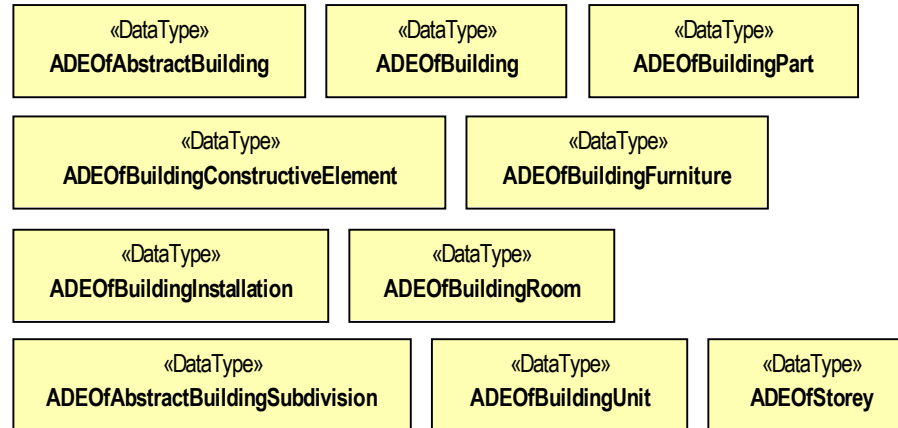 «DataType» «DataType» «DataType»
ADEOfAbstractBuilding ADEOfBuilding ADEOfBuildingPart
«DataType» «DataType»
ADEOfBuildingConstructiveElement ADEOfBuildingFurniture
«DataType» «DataType»
ADEOfBuildingInstallation ADEOfBuildingRoom
«DataType» «DataType» «DataType»
ADEOfAbstractBuildingSubdivision ADEOfBuildingUnit ADEOfStorey